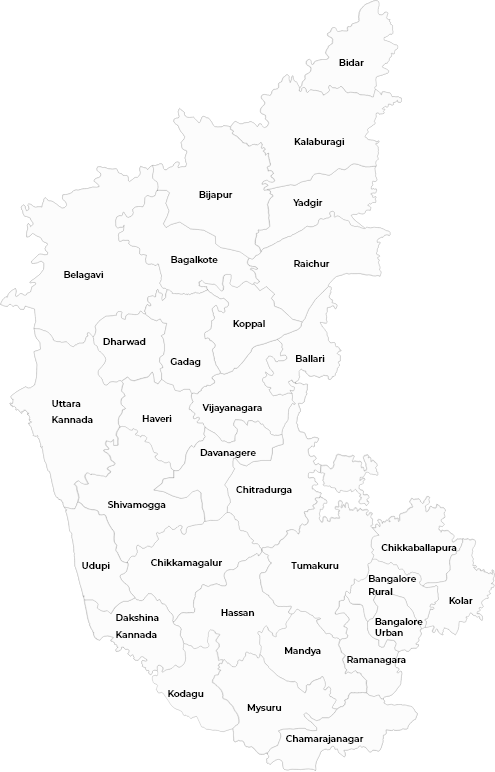 Bidar
Kalaburagi
Bijapur
Yadgir
Bagalkote
Raichur
Belagavi
Koppal
Dharwad
Gadag
Ballari
Uttara
Kannada
Vijayanagara
Haveri
Davanagere
Chitradurga
Shivamogga
Chikkaballapura
Chikkamagalur
Udupi
Tumakuru
Bangalore
Rural
Kolar
Hassan
Dakshina
Kannada
Bangalore
Urban
Mandya
Ramanagara
Kodagu
Mysuru
Chamarajanagar